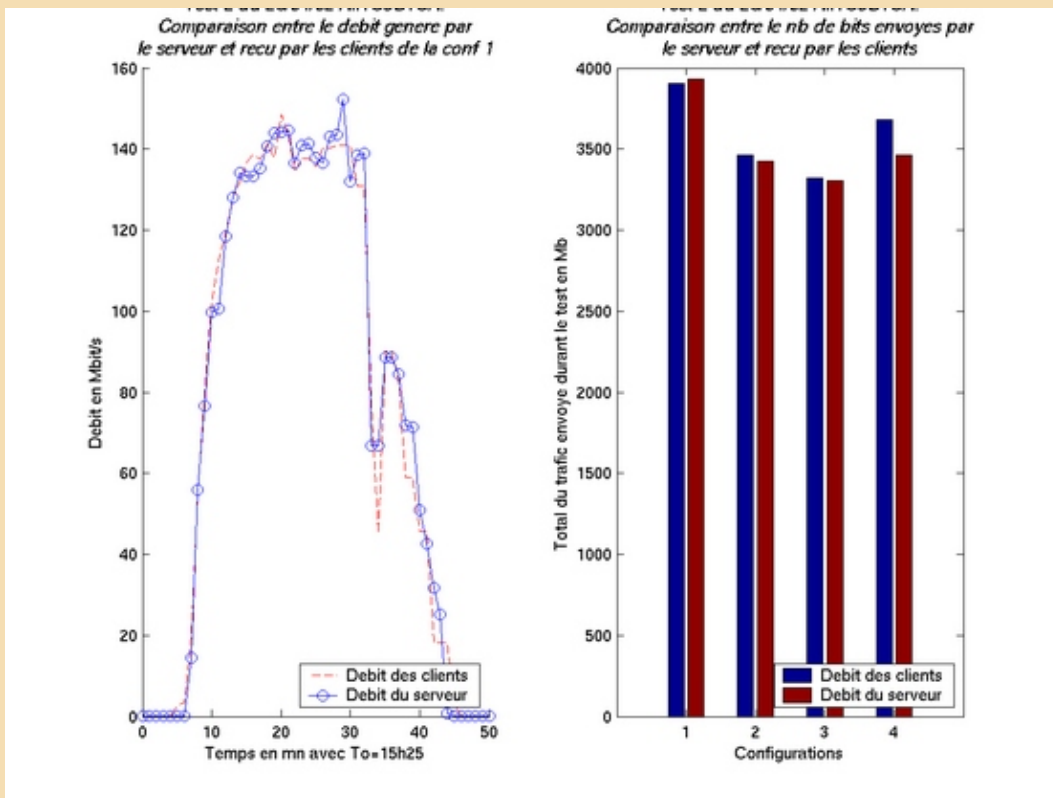 Comparaison entre le debit genere par
le serveur et recu par les clients de la conf 1
160
140
120
100
80
60
40
20
0
Debit en Mbit/s
0
10
20
30
40
50
Temps en mn avec To=15h25
Debit des clients
Debit du serveur
Comparaison entre le nb de bits envoyes par
le serveur et recu par les clients
4000
3500
3000
2500
2000
1500
1000
500
0
Total du trafic envoye durant le test en Mb
1
2
3
4
Configurations
Debit des clients
Debit du serveur